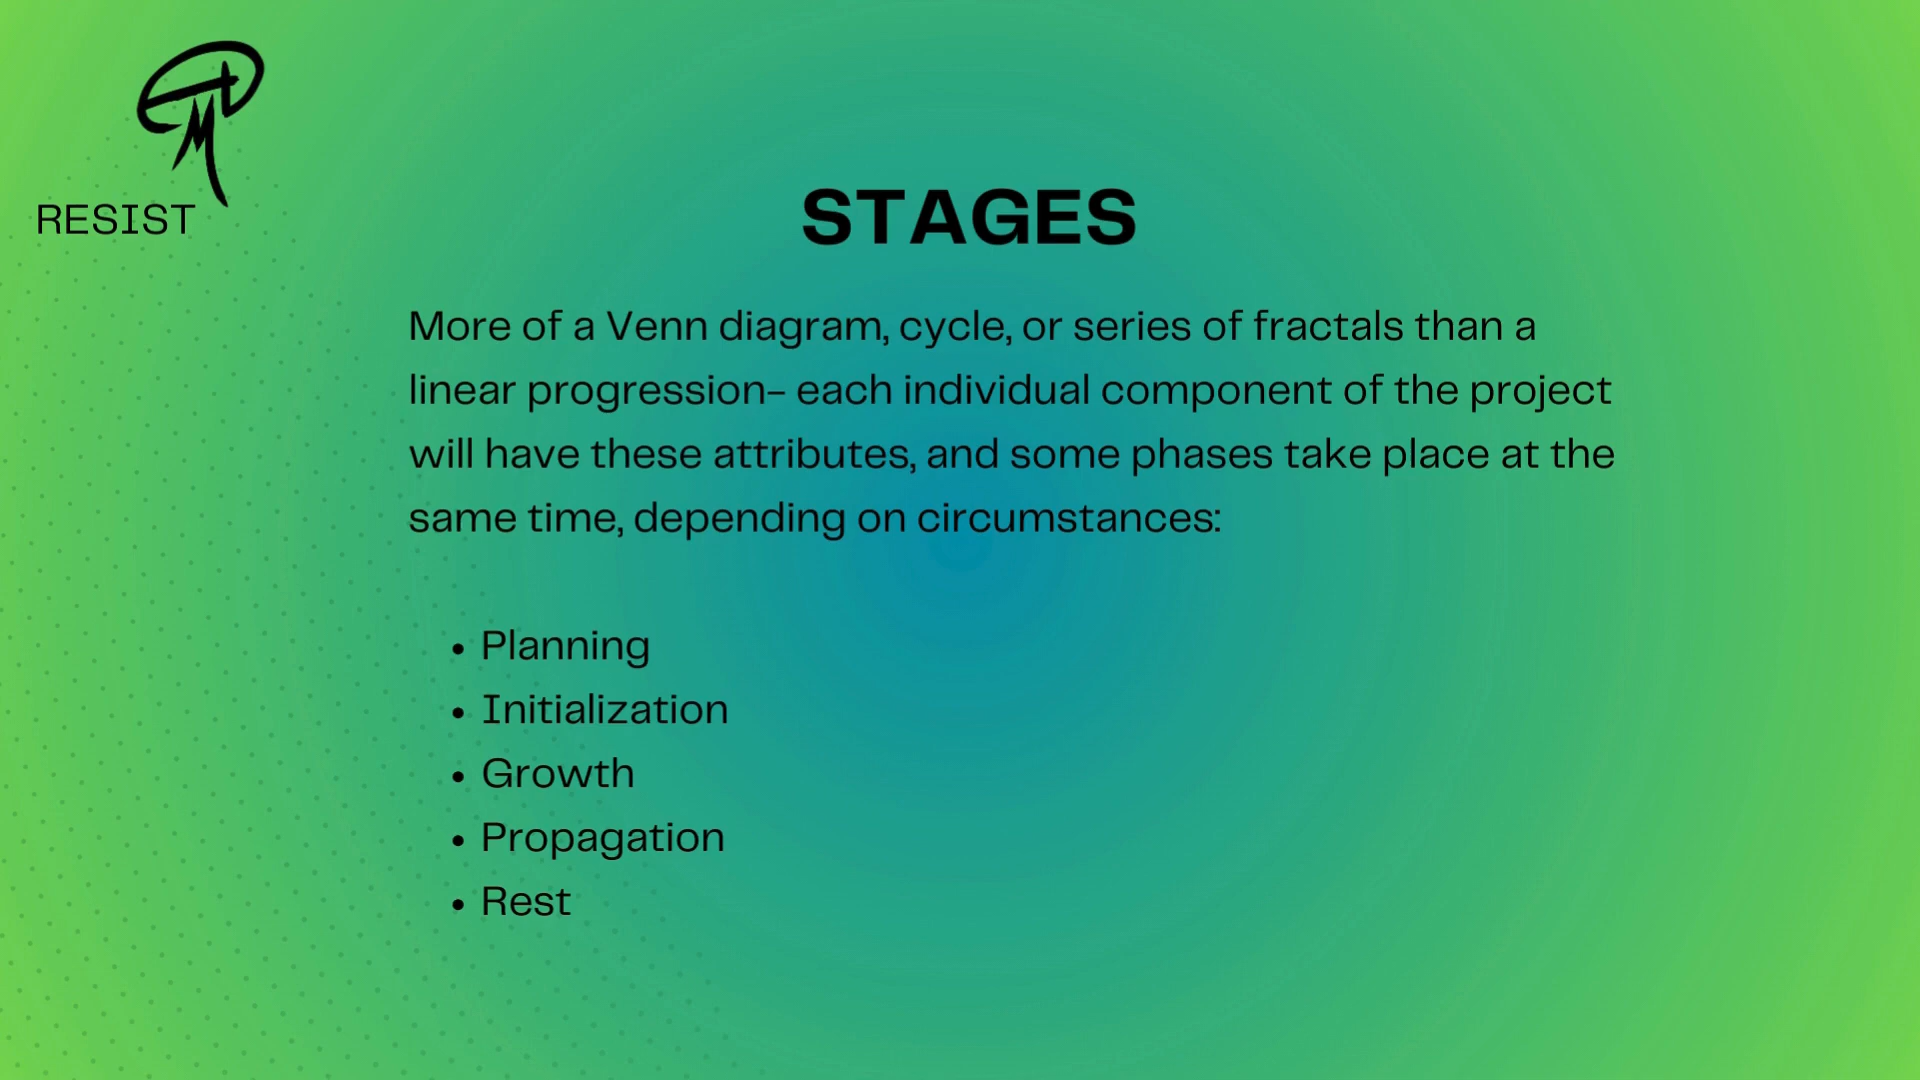 RESIST
STAGES
More of a Venn diagram, cycle, or series of fractals than a
linear progression- each individual component of the project
will have these attributes, and some phases take place at the
same time, depending on circumstances:
• Planning
• Initialization
• Growth
• Propagation
• Rest